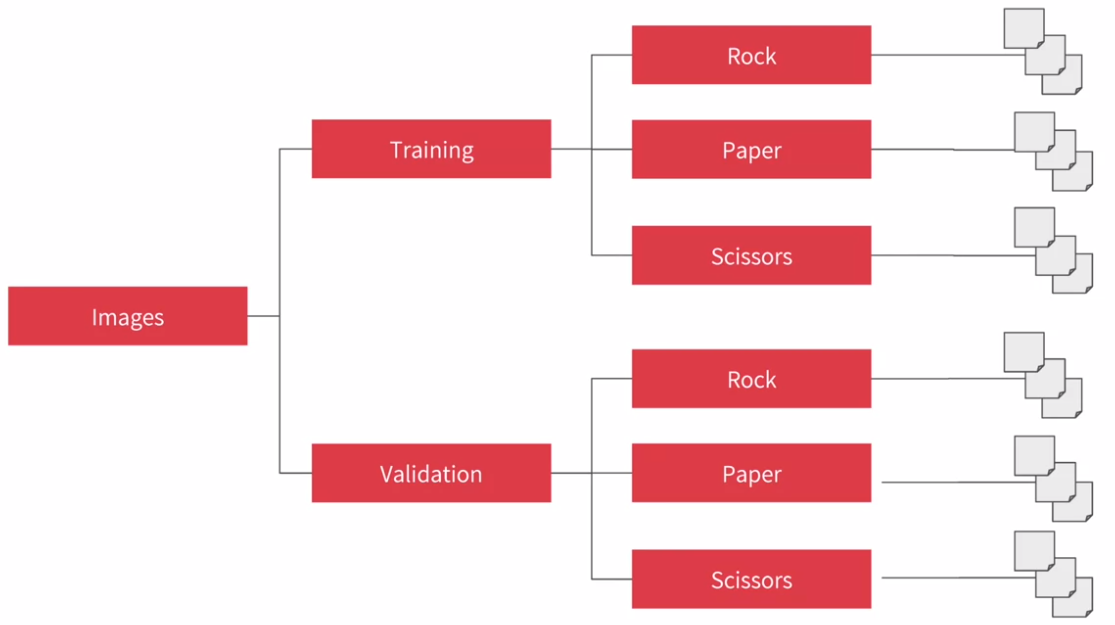 Images
Training
Rock
Paper
Scissors
Validation
Rock
Paper
Scissors